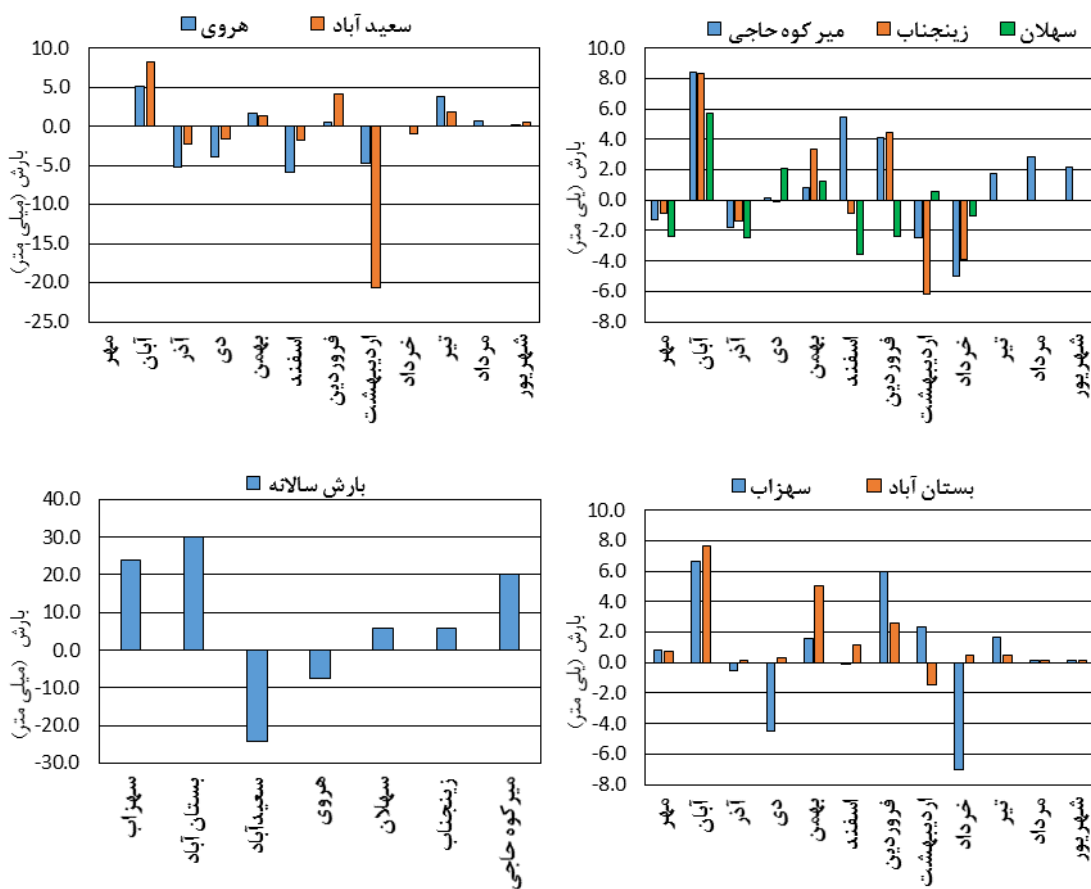 هروی سعید آباد
10.0
5.0
0.0
-5.0
-10.0
-15.0
-20.0
-25.0
بارش (میلی متر)
مهر
آبان
آذر
دی
بهمن
اسفند
فروردین
اردیبهشت
خرداد
تیر
مرداد
شهریور
میر کوه حاجی زینجناب سهلان
10.0
8.0
6.0
4.0
2.0
0.0
-2.0
-4.0
-6.0
-8.0
بارش (یلی متر)
مهر
آبان
آذر
دی
بهمن
اسفند
فروردین
اردیبهشت
خرداد
تیر
مرداد
شهریور
بارش سالانه
40.0
30.0
20.0
10.0
0.0
-10.0
-20.0
-30.0
بارش (میلی متر)
سهزاب
بستان آباد
سعیدآباد
هروی
سهلان
زینجناب
میرکوه حاجی
سهزاب بستان آباد
10.0
8.0
6.0
4.0
2.0
0.0
-2.0
-4.0
-6.0
-8.0
بارش (یلی متر)
مهر
آبان
آذر
دی
بهمن
اسفند
فروردین
اردیبهشت
خرداد
تیر
مرداد
شهریور